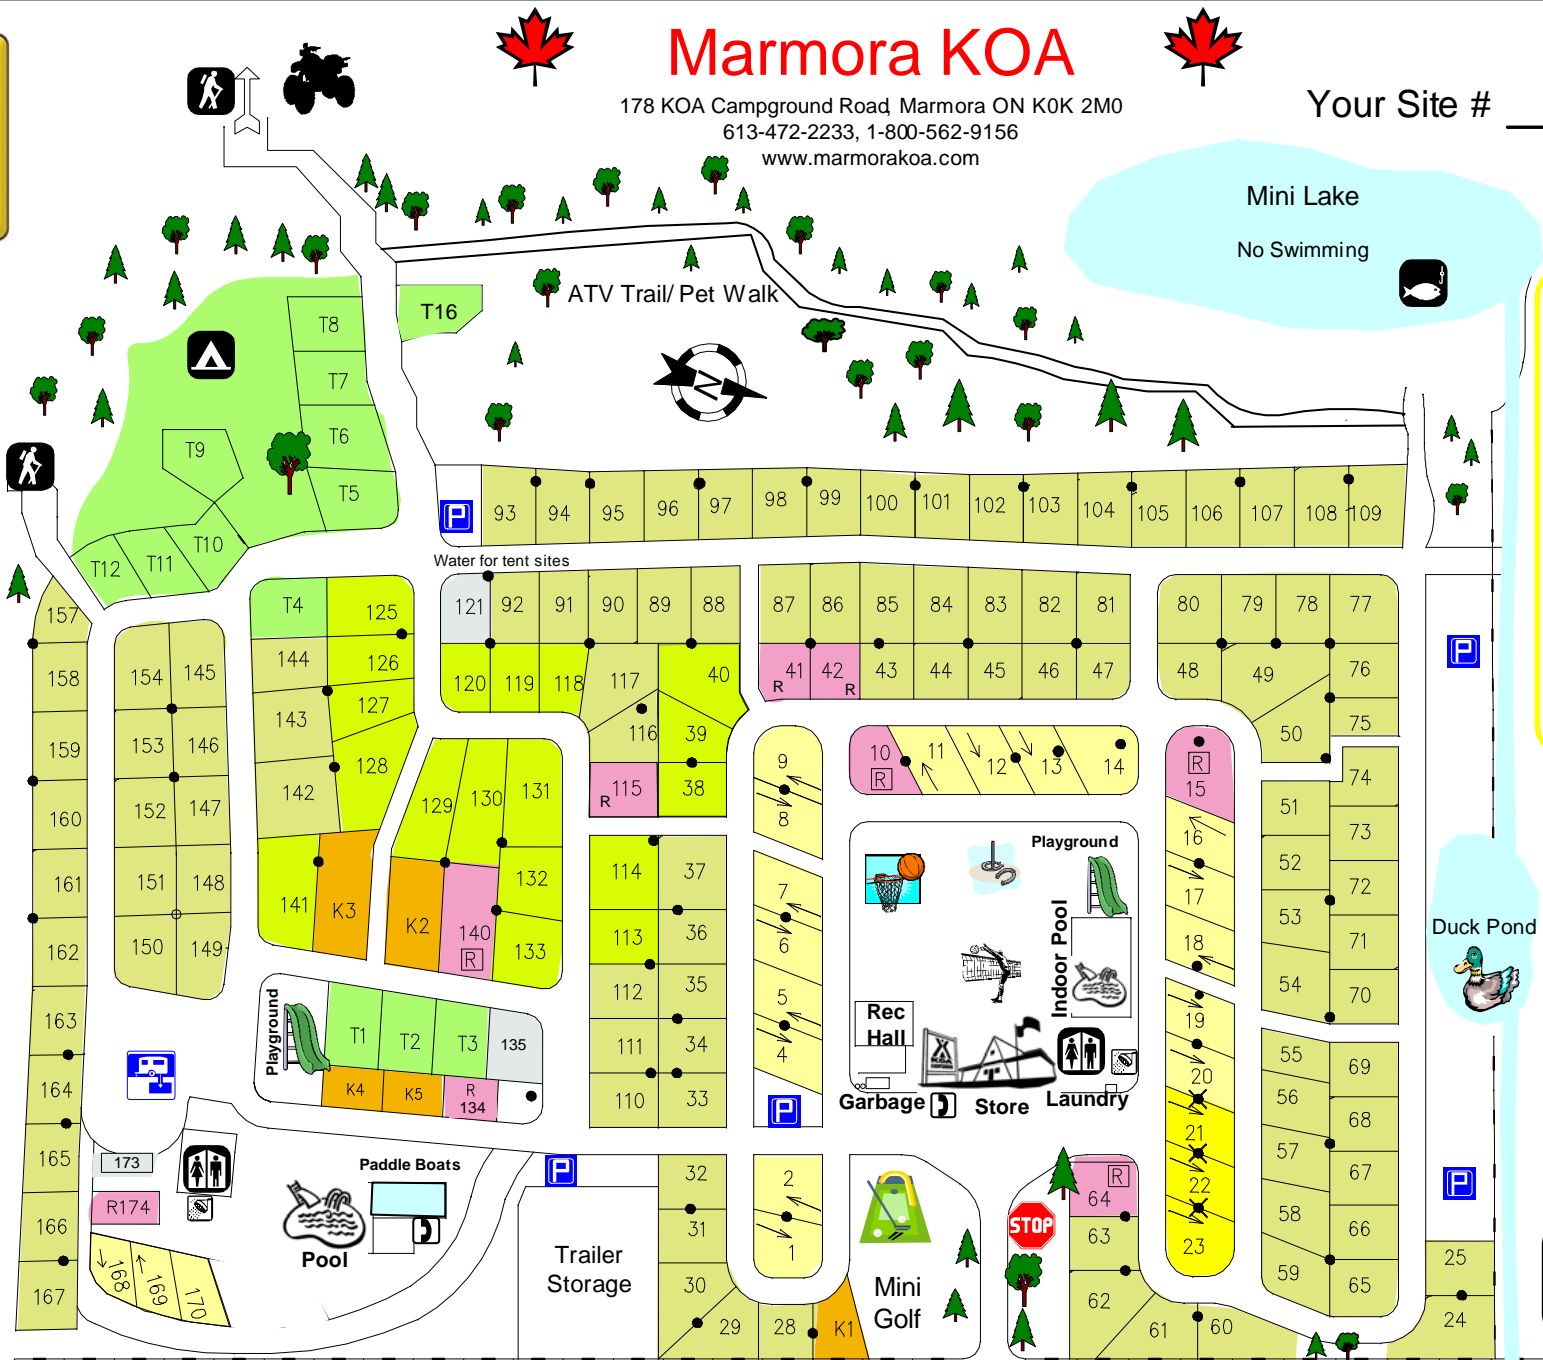 Marmora KOA
178 KOA Campground Road, Marmora ON K0K 2M0
613-472-2233, 1-800-562-9156
www.marmorakoa.com
Your Site # __
Mini Lake
No Swimming
ATV Trail/ Pet Walk
N
T16
T8
T7
T6
T5
T9
T10
T11
T12
P
93 94 95 96 97 98 99 100 101 102 103 104 105 106 107 108 109
Water for tent sites
T4 125
144 126
143 127
142 128
141 K3
157
158
159
160
161
162
163
164
165
166
167
154 145
153 146
152 147
151 148
150 149
121 92 91 90 89 88
120 119 118 117 40
116 39
R 115 38
87 86 85 84 83 82 81
R 41 42 R 43 44 45 46 47
80 79 78 77
48 49 76
50 75
74
51
73
52
72
53
71
54
70
55
69
56
68
57
67
58
66
59
65
129 130 131
132
K2 140 R 133
114 37
113 36
112 35
111 34
110 33
9
8
7
6
5
4
P
10 R 11 12 13 14
R
15
16
17
18
19
20
21
22
23
Playground
Indoor Pool
Rec
Hall
KOA
Garbage
Store
Laundry
Duck Pond
P
P
Playground
T1 T2 T3 135
K4 K5 R
134
173
R174
168 169 170
Pool
Paddle Boats
P
Trailer
Storage
32
31
30
29
28
K1
2
1
Mini
Golf
STOP
R
64
63
62
61
60
25
24